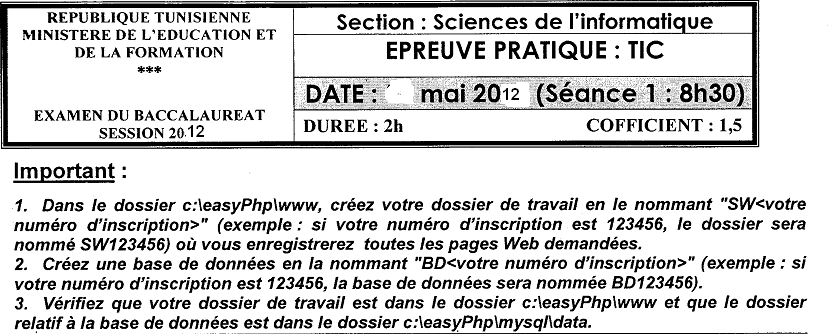 REPUBLIQUE TUNISIENNE
MINISTERE DE L'EDUCATION ET
DE LA FORMATION
***
EXAMEN DU BACCALAUREAT
SESSION 2012
Section : Sciences de l'informatique
EPREUVE PRATIQUE : TIC
DATE : mai 2012 (Séance 1 : 8h30)
DUREE : 2h COFFICIENT : 1,5
Important :
1. Dans le dossier c:\easyPhp\www, créez votre dossier de travail en le nommant "SW<votre
numéro d'inscription>" (exemple : si votre numéro d'inscription est 123456, le dossier sera
nommé SW123456) où vous enregistrerez toutes les pages Web demandées.
2. Créez une base de données en la nommant "BD<votre numéro d'inscription>" (exemple : si
votre numéro d'inscription est 123456, la base de données sera nommée BD123456).
3. Vérifiez que votre dossier de travail est dans le dossier c:\easyPhp\www et que le dossier
relatif à la base de données est dans le dossier c:\easyPhp\mysql\data.